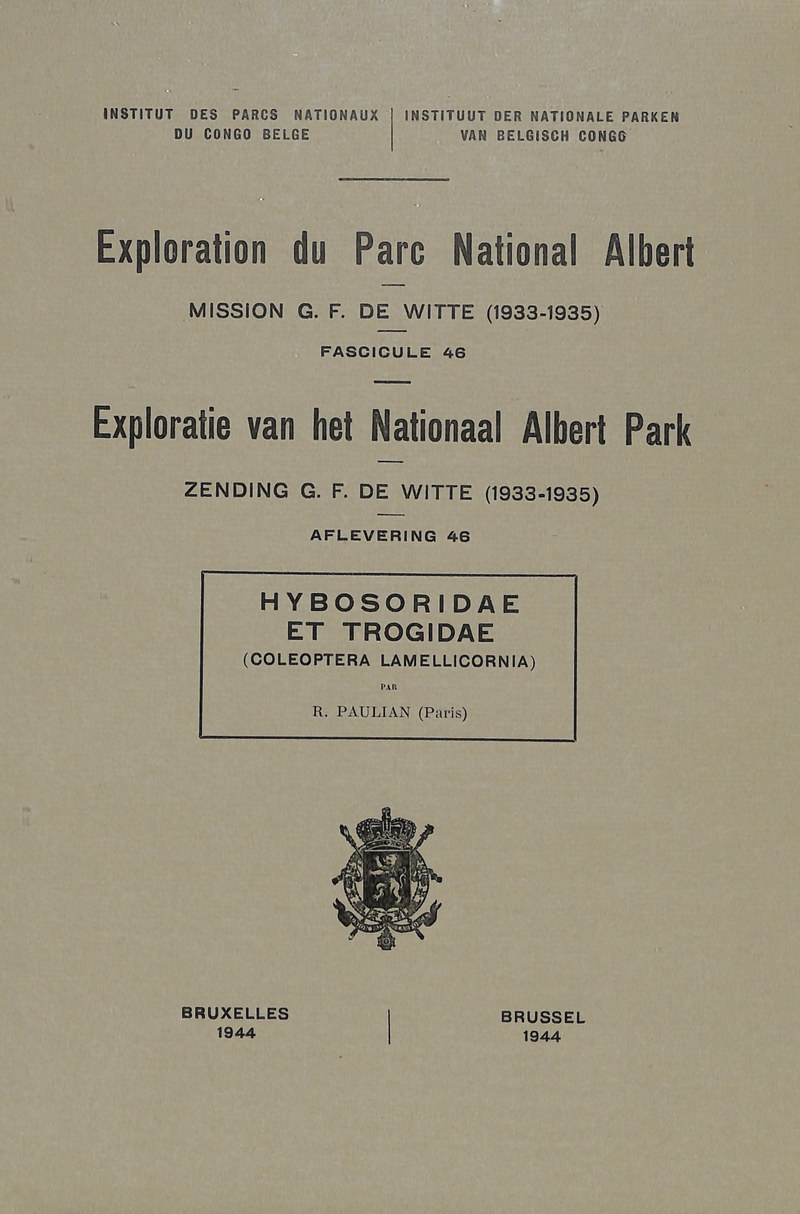 INSTITUT DES PARCS NATIONAUX
DU CONGO BELGE
INSTITUUT DER NATIONALE PARKEN
VAN BELGISCH CONGO
Exploration du Parc National Albert
MISSION G. F. DE WITTE (1933-1935)
FASCICULE 46
Exploratie van het Nationaal Albert Park
ZENDING G. F. DE WITTE (1933-1935)
AFLEVERING 46
HYBOSORIDAE
ET TROGIDAE
(COLEOPTERA LAMELLICORNIA)
PAR
R. PAULIAN (Paris)
BRUXELLES
1944
BRUSSEL
1944